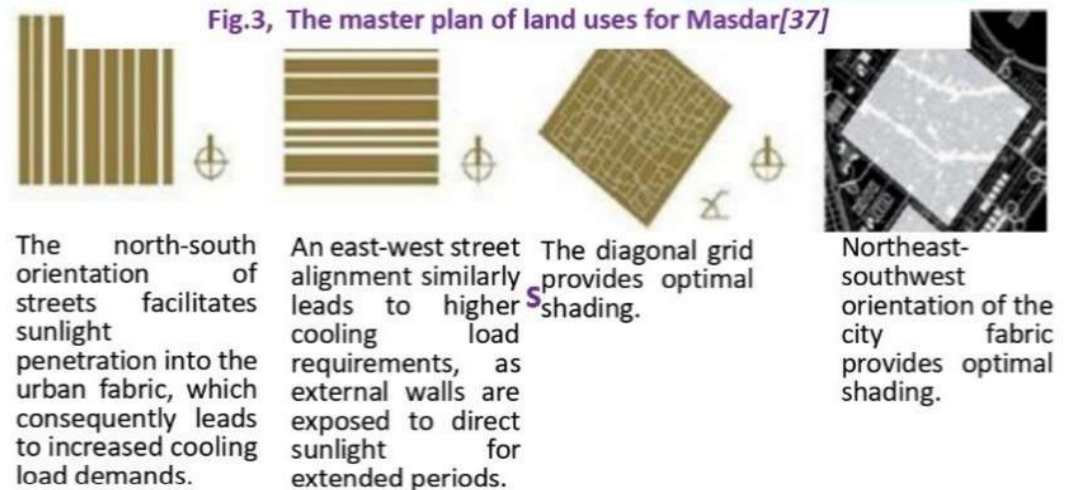 Fig.3, The master plan of land uses for Masdar[37]
The north-south
orientation of
streets facilitates
sunlight
penetration into the
urban fabric, which
consequently leads
to increased cooling
load demands.
An east-west street
alignment similarly
leads to higher
cooling load
requirements, as
external walls are
exposed to direct
sunlight for
extended periods.
S
The diagonal grid
provides optimal
shading.
Northeast-
southwest
orientation of the
city fabric
provides optimal
shading.